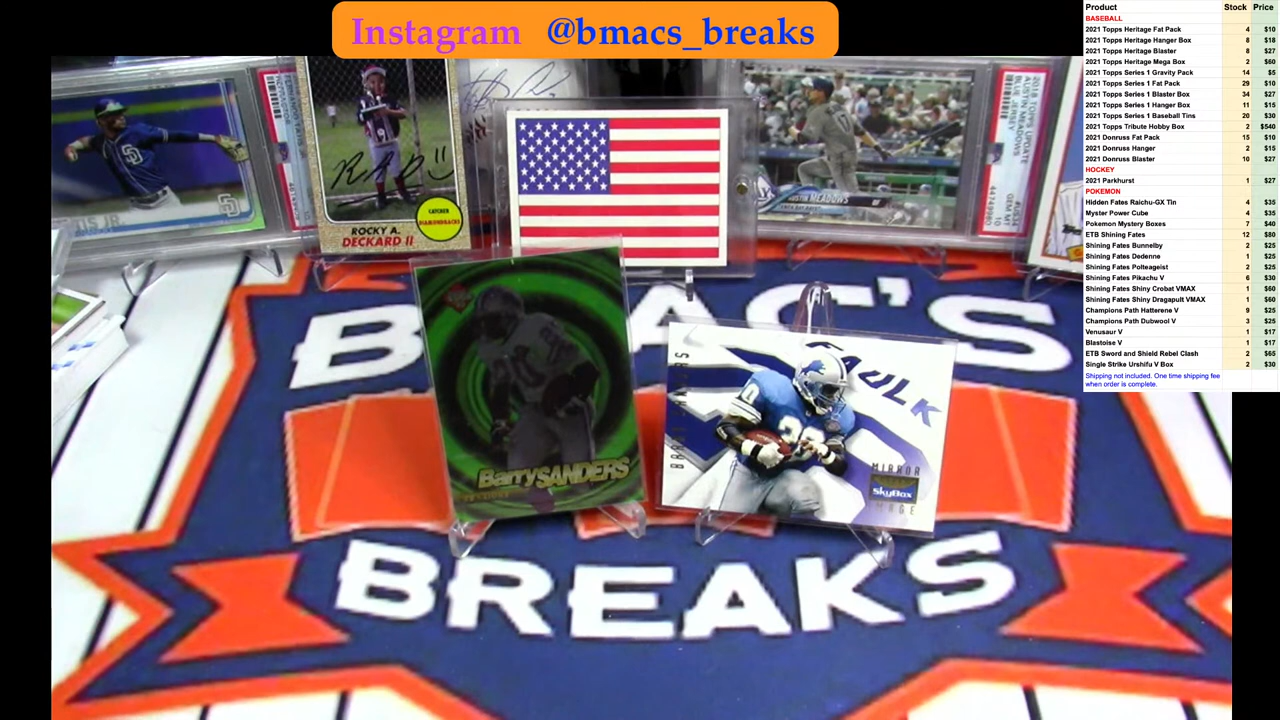 Instagram @bmacs_breaks
Product Stock Price
BASEBALL
2021 Topps Heritage Fat Pack 4 $10
2021 Topps Heritage Hanger Box 8 $18
2021 Topps Heritage Blaster 8 $27
2021 Topps Heritage Mega Box 2 $60
2021 Topps Series 1 Gravity Pack 14 $5
2021 Topps Series 1 Fat Pack 29 $10
2021 Topps Series 1 Blaster Box 34 $27
2021 Topps Series 1 Hanger Box 11 $15
2021 Topps Series 1 Baseball Tins 20 $30
2021 Topps Tribute Hobby Box 2 $540
2021 Donruss Fat Pack 15 $10
2021 Donruss Hanger 2 $15
2021 Donruss Blaster 10 $27
HOCKEY
2021 Parkhurst 1 $27
POKEMON
Hidden Fates Raichu-GX Tin 4 $35
Myster Power Cube 4 $35
Pokemon Mystery Boxes 7 $40
ETB Shining Fates 12 $80
Shining Fates Bunnelby 2 $25
Shining Fates Dedenne 1 $25
Shining Fates Polteageist 2 $25
Shining Fates Pikachu V 6 $30
Shining Fates Shiny Crobat VMAX 1 $60
Shining Fates Shiny Dragapult VMAX 1 $60
Champions Path Hatterene V 9 $25
Champions Path Dubwool V 3 $25
Venusaur V 1 $17
Blastoise V 1 $17
ETB Sword and Shield Rebel Clash 2 $65
Single Strike Urshifu V Box 2 $30
Shipping not included. One time shipping fee
when order is complete.
CATCHER
DIAMONDBACKS
ROCKY A.
DECKARD II
AUSTIN MEADOWS
GEM MT
10
BMAC'S
BREAKS
Barry SANDERS
FAULK
MIRROR
SkyBox
IMAGE